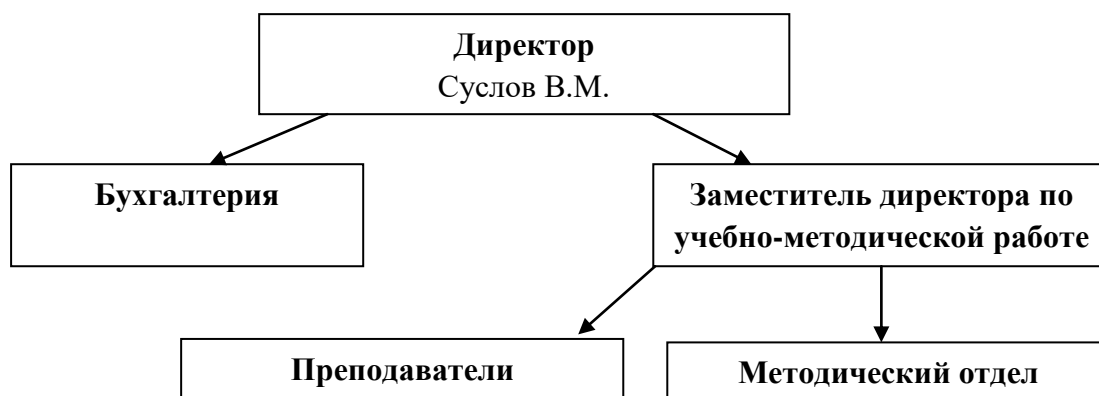 Директор
Суслов В.М.
Бухгалтерия
Заместитель директора по
учебно-методической работе
Преподаватели
Методический отдел